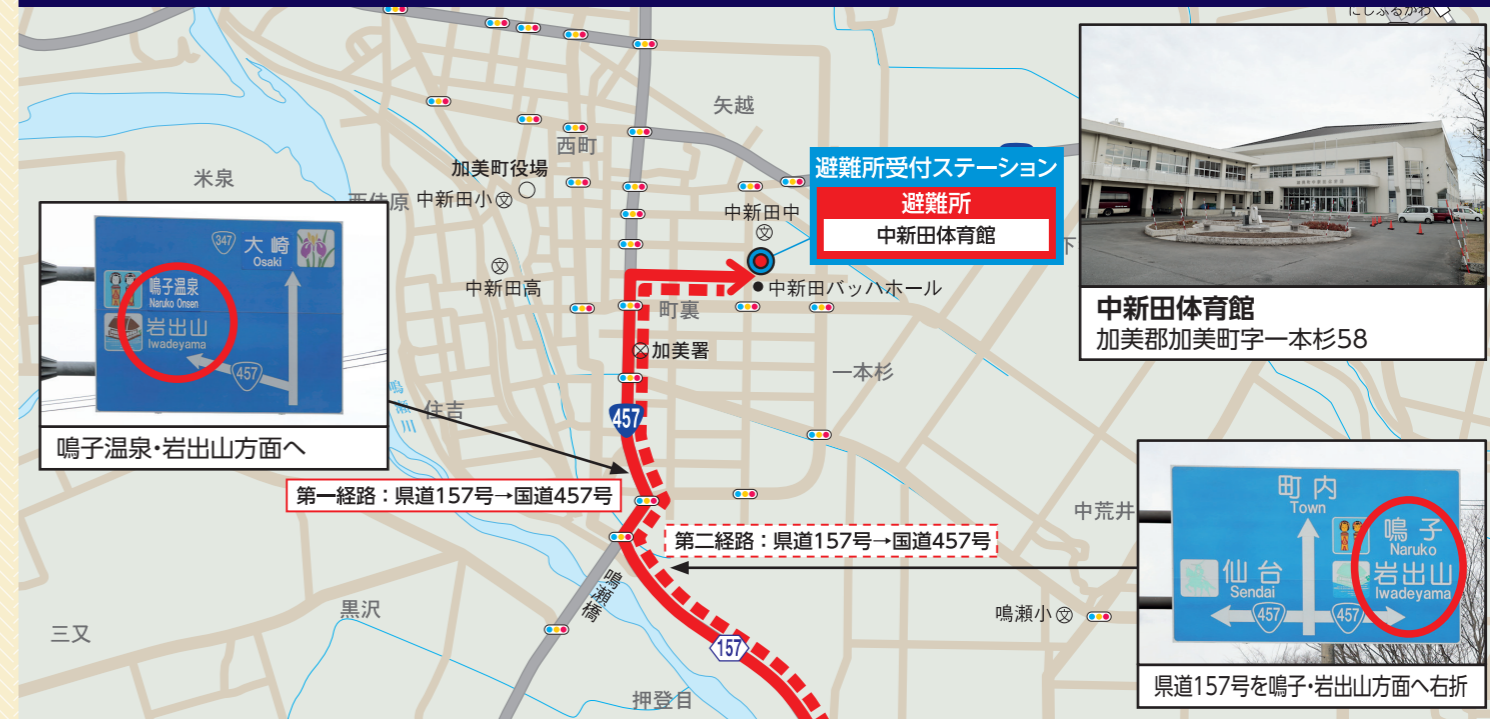 にしふるかわ
矢越
西町
米泉
加美町役場
西佐原
中新田小
文
避難所受付ステーション
避難所
中新田体育館
中新田中
文
下
347
大崎
Osaki
鳴子温泉
Naruko Onsen
岩出山
Iwadeyama
457
鳴子温泉・岩出山方面へ
文
中新田高
中新田バッハホール
町裏
加美署
中新田体育館
加美郡加美町字一本杉58
一本杉
鳴瀬川
住吉
457
第一経路:県道157号→国道457号
第二経路:県道157号→国道457号
中荒井
町内
Town
鳴子
Naruko
仙台
Sendai
岩出山
Iwadeyama
457
457
県道157号を鳴子・岩出山方面へ右折
鳴瀬橋
黒沢
三又
鳴瀬小
文
157
押登目